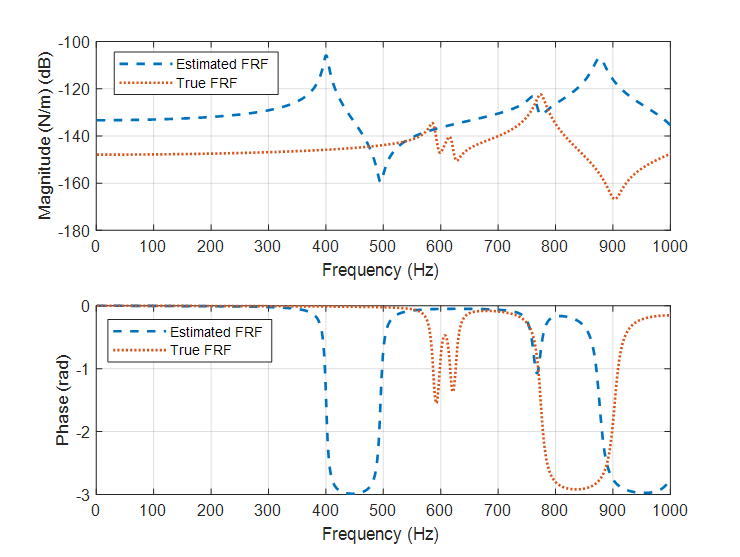 Magnitude (N/m) (dB)
-100
-120
-140
-160
-180
Estimated FRF
True FRF
0 100 200 300 400 500 600 700 800 900 1000
Frequency (Hz)
Phase (rad)
0
-1
-2
-3
Estimated FRF
True FRF
0 100 200 300 400 500 600 700 800 900 1000
Frequency (Hz)